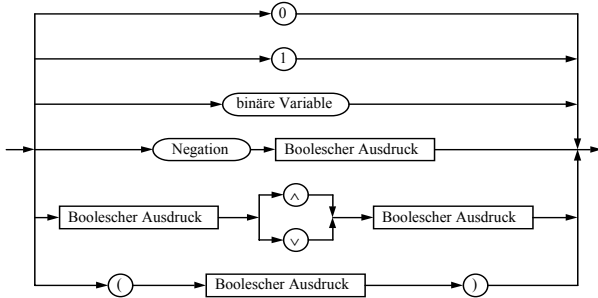 0
1
binäre Variable
Negation Boolescher Ausdruck
∧
Boolescher Ausdruck Boolescher Ausdruck
∨
( Boolescher Ausdruck )